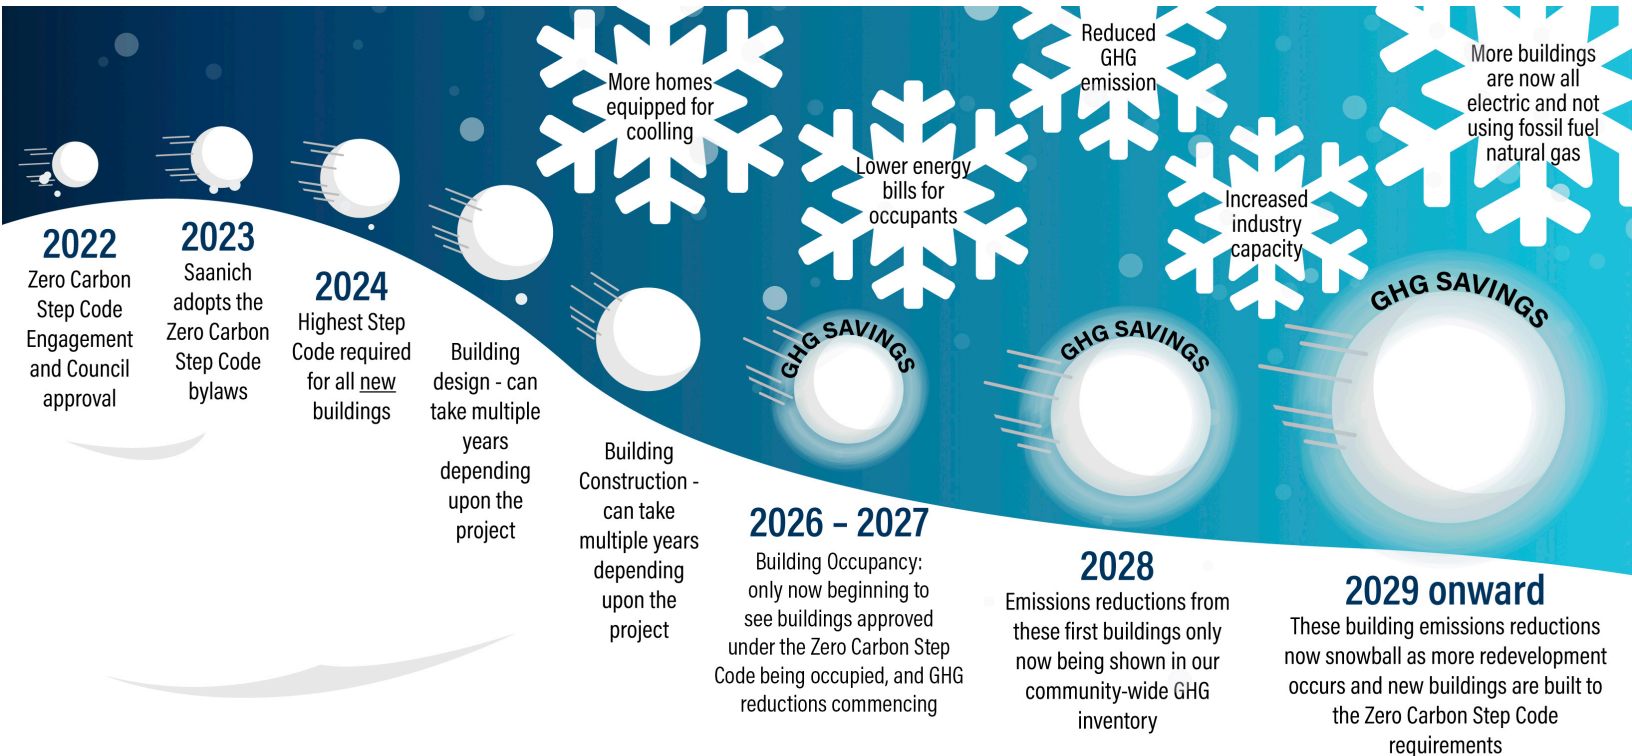 2022
Zero Carbon
Step Code
Engagement
and Council
approval
2023
Saanich
adopts the
Zero Carbon
Step Code
bylaws
2024
Highest Step
Code required
for all new
buildings
Building
design - can
take multiple
years
depending
upon the
project
Building
Construction -
can take
multiple years
depending
upon the
project
More homes
equipped for
coolling
Lower energy
bills for
occupants
Reduced
GHG
emission
Increased
industry
capacity
More buildings
are now all
electric and not
using fossil fuel
natural gas
GHG SAVINGS
2026 – 2027
Building Occupancy:
only now beginning to
see buildings approved
under the Zero Carbon Step
Code being occupied, and GHG
reductions commencing
GHG SAVINGS
2028
Emissions reductions from
these first buildings only
now being shown in our
community-wide GHG
inventory
GHG SAVINGS
2029 onward
These building emissions reductions
now snowball as more redevelopment
occurs and new buildings are built to
the Zero Carbon Step Code
requirements